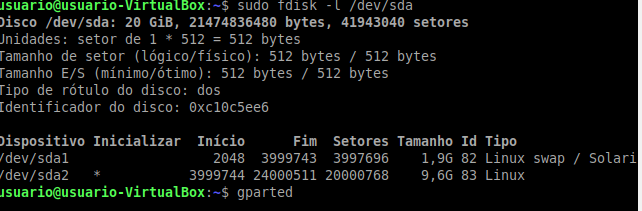 usuario@usuario-VirtualBox:~$ sudo fdisk -l /dev/sda
Disco /dev/sda: 20 GiB, 21474836480 bytes, 41943040 setores
Unidades: setor de 1 * 512 = 512 bytes
Tamanho de setor (lógico/físico): 512 bytes / 512 bytes
Tamanho E/S (mínimo/ótimo): 512 bytes / 512 bytes
Tipo de rótulo do disco: dos
Identificador do disco: 0xc10c5ee6
Dispositivo Inicializar Início Fim Setores Tamanho Id Tipo
/dev/sda1 2048 3999743 3997696 1,9G 82 Linux swap / Solari
/dev/sda2 * 3999744 24000511 20000768 9,6G 83 Linux
usuario@usuario-VirtualBox:~$ gparted